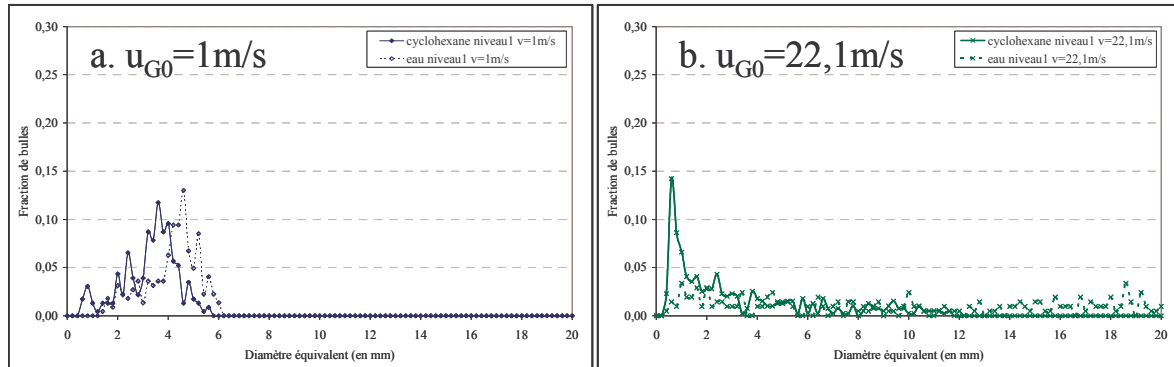 a. uG0=1m/s
cyclohexane niveau1 v=1m/s
eau niveau1 v=1m/s
Fraction de bulles
0,30
0,25
0,20
0,15
0,10
0,05
0,00
0 2 4 6 8 10 12 14 16 18 20
Diamètre équivalent (en mm)
b. uG0=22,1m/s
cyclohexane niveau1 v=22,1m/s
eau niveau1 v=22,1m/s
Fraction de bulles
0,30
0,25
0,20
0,15
0,10
0,05
0,00
0 2 4 6 8 10 12 14 16 18 20
Diamètre équivalent (en mm)